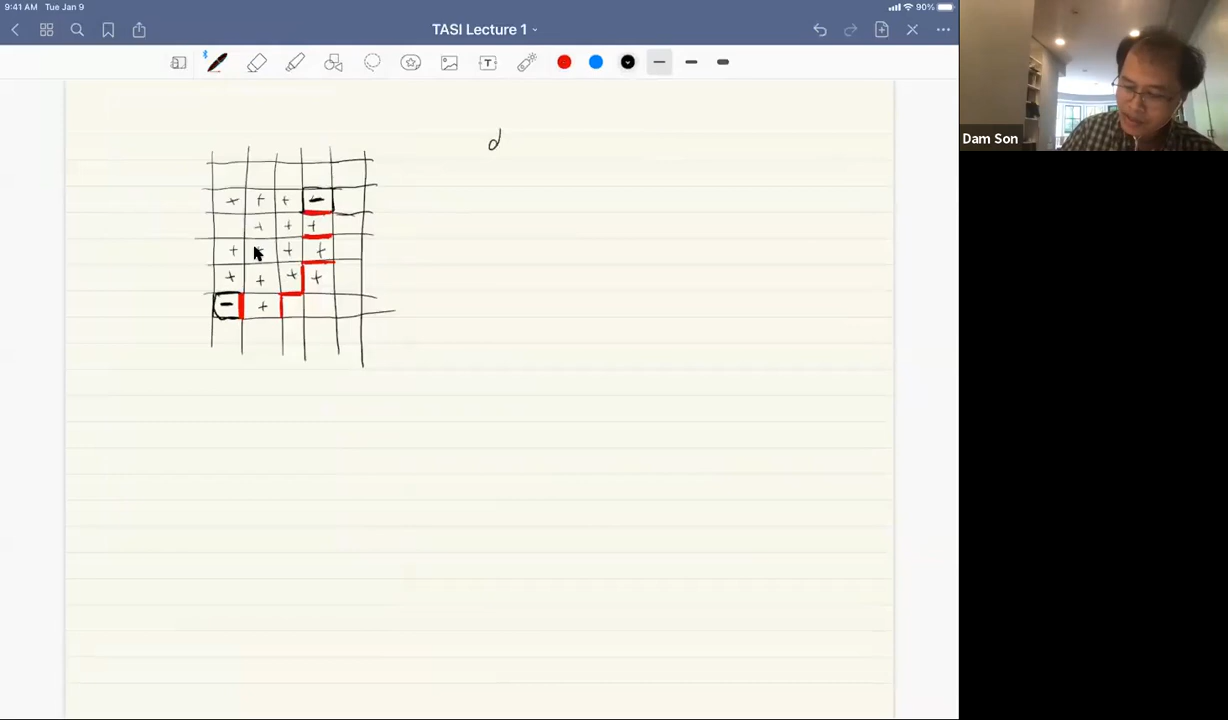 9:41 AM Tue Jan 9
90%
TASI Lecture 1
T
Dam Son
d
+ + + -
+ + +
+ + + +
+ + + +
- +